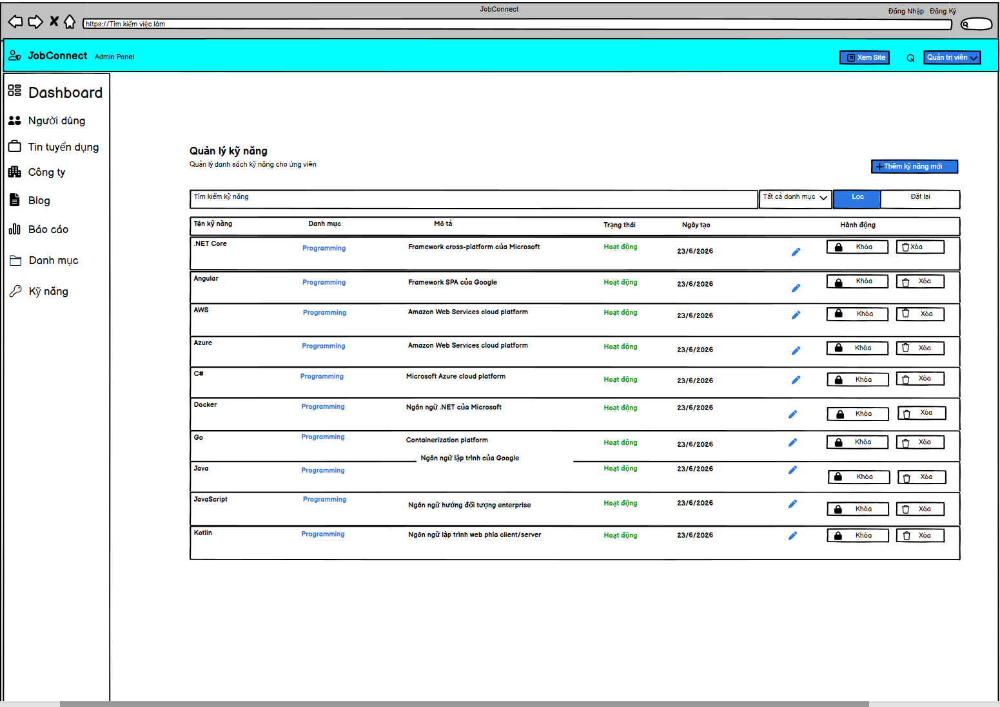 JobConnect
Đăng Nhập Đăng Ký
https://Tìm kiếm việc làm
JobConnect Admin Panel Xem Site Quản trị viên
Dashboard
Người dùng
Tin tuyển dụng
Công ty
Blog
Báo cáo
Danh mục
Kỹ năng
Quản lý kỹ năng
Quản lý danh sách kỹ năng cho ứng viên
Thêm kỹ năng mới
Tìm kiếm kỹ năng Tất cả danh mục Lọc Đặt lại
Tên kỹ năng Danh mục Mô tả Trạng thái Ngày tạo Hành động
.NET Core Programming Framework cross-platform của Microsoft Hoạt động 23/6/2026 Khóa Xóa
Angular Programming Framework SPA của Google Hoạt động 23/6/2026 Khóa Xóa
AWS Programming Amazon Web Services cloud platform Hoạt động 23/6/2026 Khóa Xóa
Azure Programming Amazon Web Services cloud platform Hoạt động 23/6/2026 Khóa Xóa
C# Programming Microsoft Azure cloud platform Hoạt động 23/6/2026 Khóa Xóa
Docker Programming Ngôn ngữ .NET của Microsoft Hoạt động 23/6/2026 Khóa Xóa
Go Programming Containerization platform Hoạt động 23/6/2026 Khóa Xóa
Ngôn ngữ lập trình của Google
Java Programming Hoạt động 23/6/2026 Khóa Xóa
JavaScript Programming Ngôn ngữ hướng đối tượng enterprise Hoạt động 23/6/2026 Khóa Xóa
Kotlin Programming Ngôn ngữ lập trình web phía client/server Hoạt động 23/6/2026 Khóa Xóa